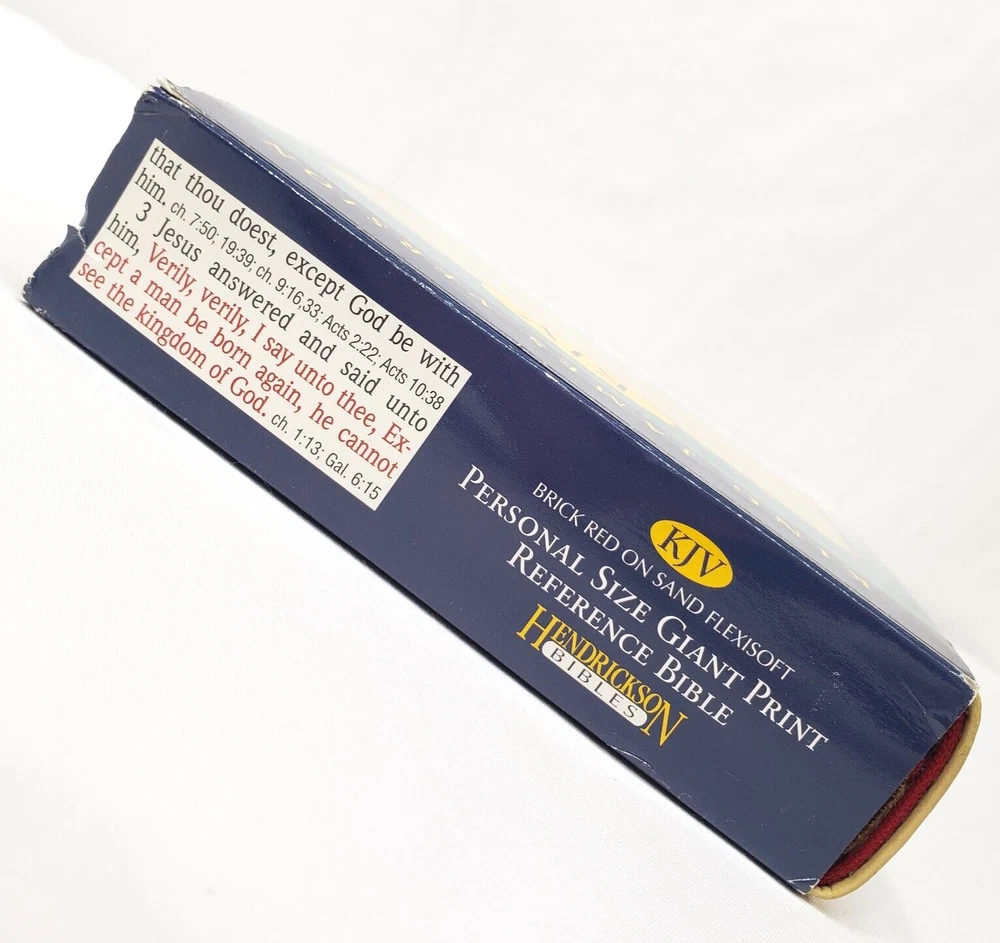 that thou doest, except God be with
him. ch. 7:50; 19:39; ch. 9:16,33; Acts 2:22; Acts 10:38
3 Jesus answered and said unto
him, Verily, verily, I say unto thee, Ex-
cept a man be born again, he cannot
see the kingdom of God. ch. 1:13; Gal. 6:15
KJV
BRICK RED ON SAND FLEXISOFT
PERSONAL SIZE GIANT PRINT
REFERENCE BIBLE
HENDRICKSON
BIBLES